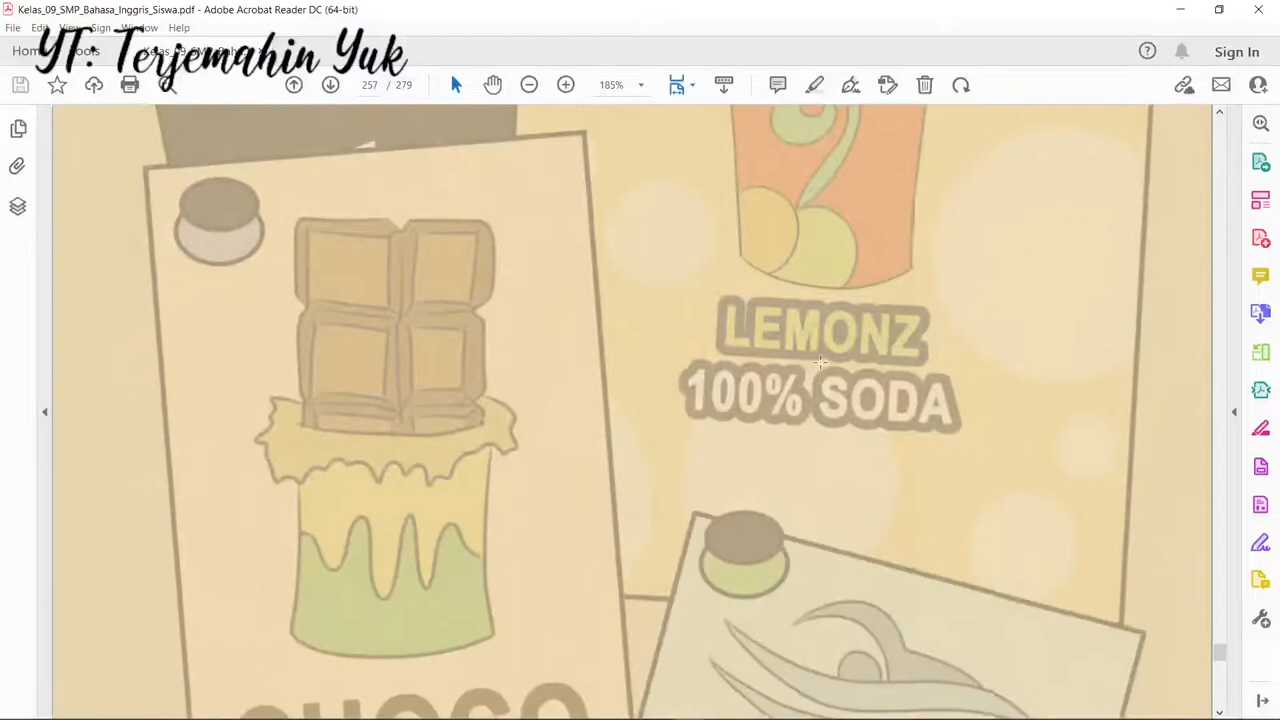 Kelas_09_SMP_Bahasa_Inggris_Siswa.pdf - Adobe Acrobat Reader DC (64-bit)
File Edit View Sign Window Help
YT: Terjemahin Yuk
257 / 279
185%
Sign In
LEMONZ
100% SODA
CHOCO